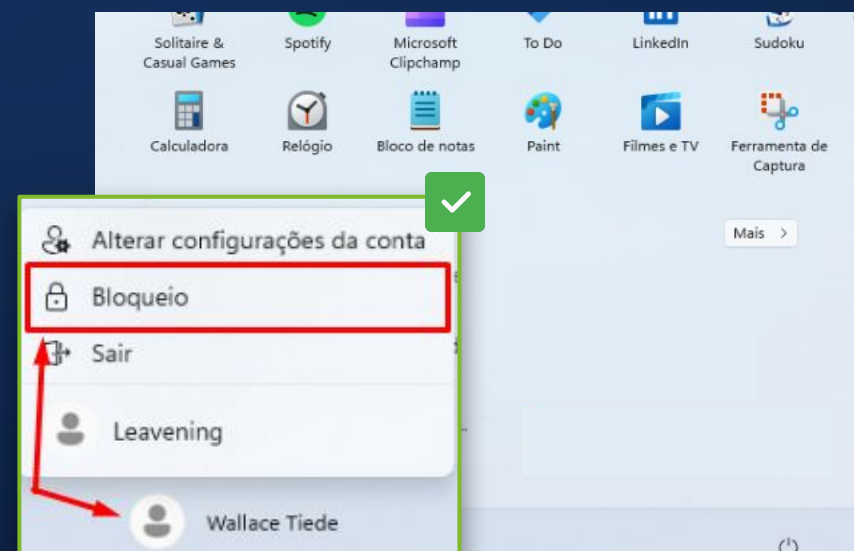 Solitaire &
Casual Games
Spotify
Microsoft
Clipchamp
To Do
LinkedIn
Sudoku
Calculadora
Relógio
Bloco de notas
Paint
Filmes e TV
Ferramenta de
Captura
Mais
Alterar configurações da conta
Bloqueio
Sair
Leavening
Wallace Tiede